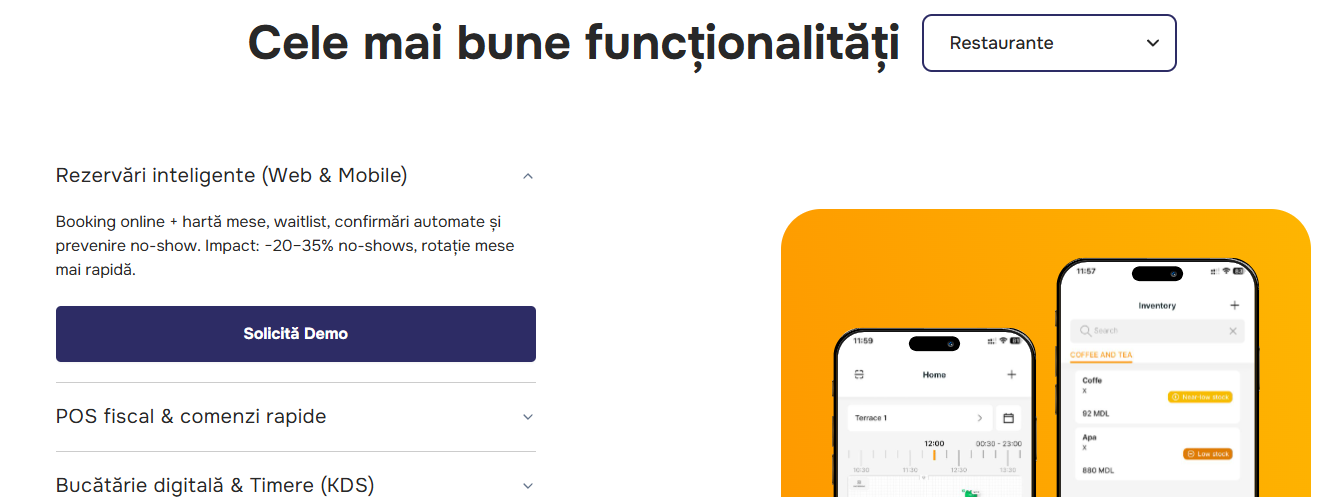 Cele mai bune funcționalități
Restaurante
Rezervări inteligente (Web & Mobile)
Booking online + hartă mese, waitlist, confirmări automate și
prevenire no-show. Impact: −20–35% no-shows, rotație mese
mai rapidă.
Solicită Demo
POS fiscal & comenzi rapide
Bucătărie digitală & Timere (KDS)
11:59
Home
Terrace 1
12:00
00:30 - 23:00
10:30
11:30
12:30
13:30
11:57
Inventory
Search
COFFEE AND TEA
Coffe
x
Near-low stock
92 MDL
Apa
x
Low stock
880 MDL